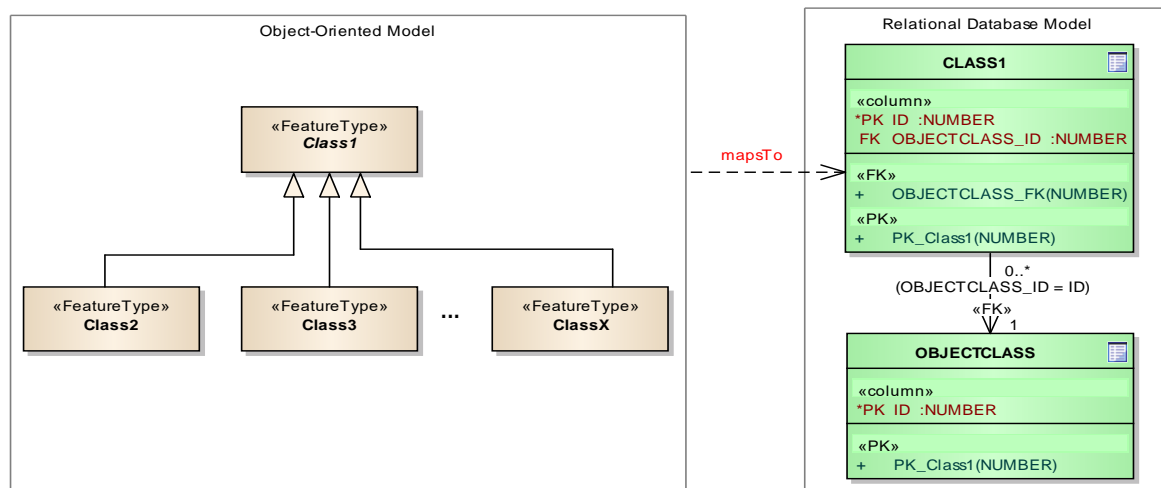 Object-Oriented Model
«FeatureType»
Class1
«FeatureType»
Class2
«FeatureType»
Class3
...
«FeatureType»
ClassX
mapsTo
Relational Database Model
CLASS1
«column»
*PK ID :NUMBER
FK OBJECTCLASS_ID :NUMBER
«FK»
+ OBJECTCLASS_FK(NUMBER)
«PK»
+ PK_Class1(NUMBER)
0..*
(OBJECTCLASS_ID = ID)
«FK»
1
OBJECTCLASS
«column»
*PK ID :NUMBER
«PK»
+ PK_Class1(NUMBER)